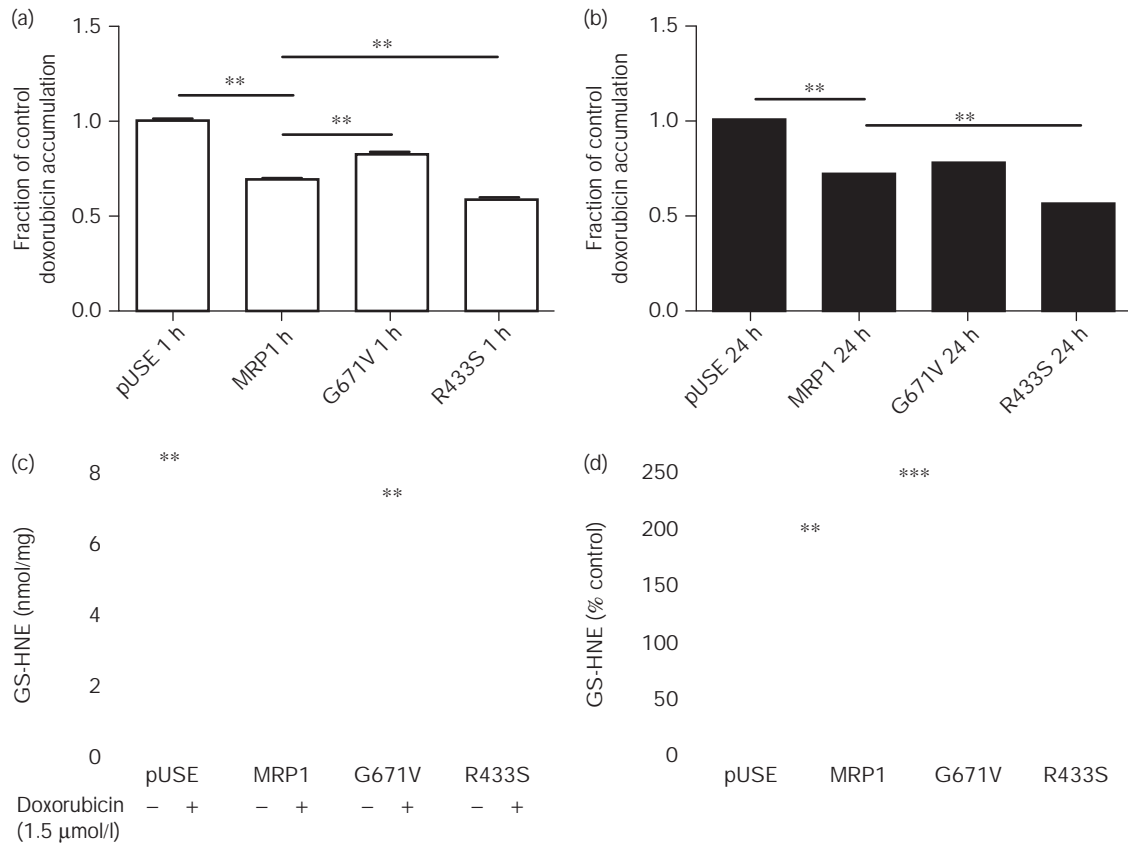 (a)
1.5
1.0
0.5
0.0
Fraction of control
doxorubicin accumulation
**
**
**
pUSE 1 h
MRP1 h
G671V 1 h
R433S 1 h
(b)
1.5
1.0
0.5
0.0
Fraction of control
doxorubicin accumulation
**
**
pUSE 24 h
MRP1 24 h
G671V 24 h
R433S 24 h
(c)
8
6
4
2
0
GS-HNE (nmol/mg)
**
**
pUSE MRP1 G671V R433S
Doxorubicin − + − + − + − +
(1.5 μmol/l)
(d)
250
200
150
100
50
0
GS-HNE (% control)
***
**
pUSE MRP1 G671V R433S